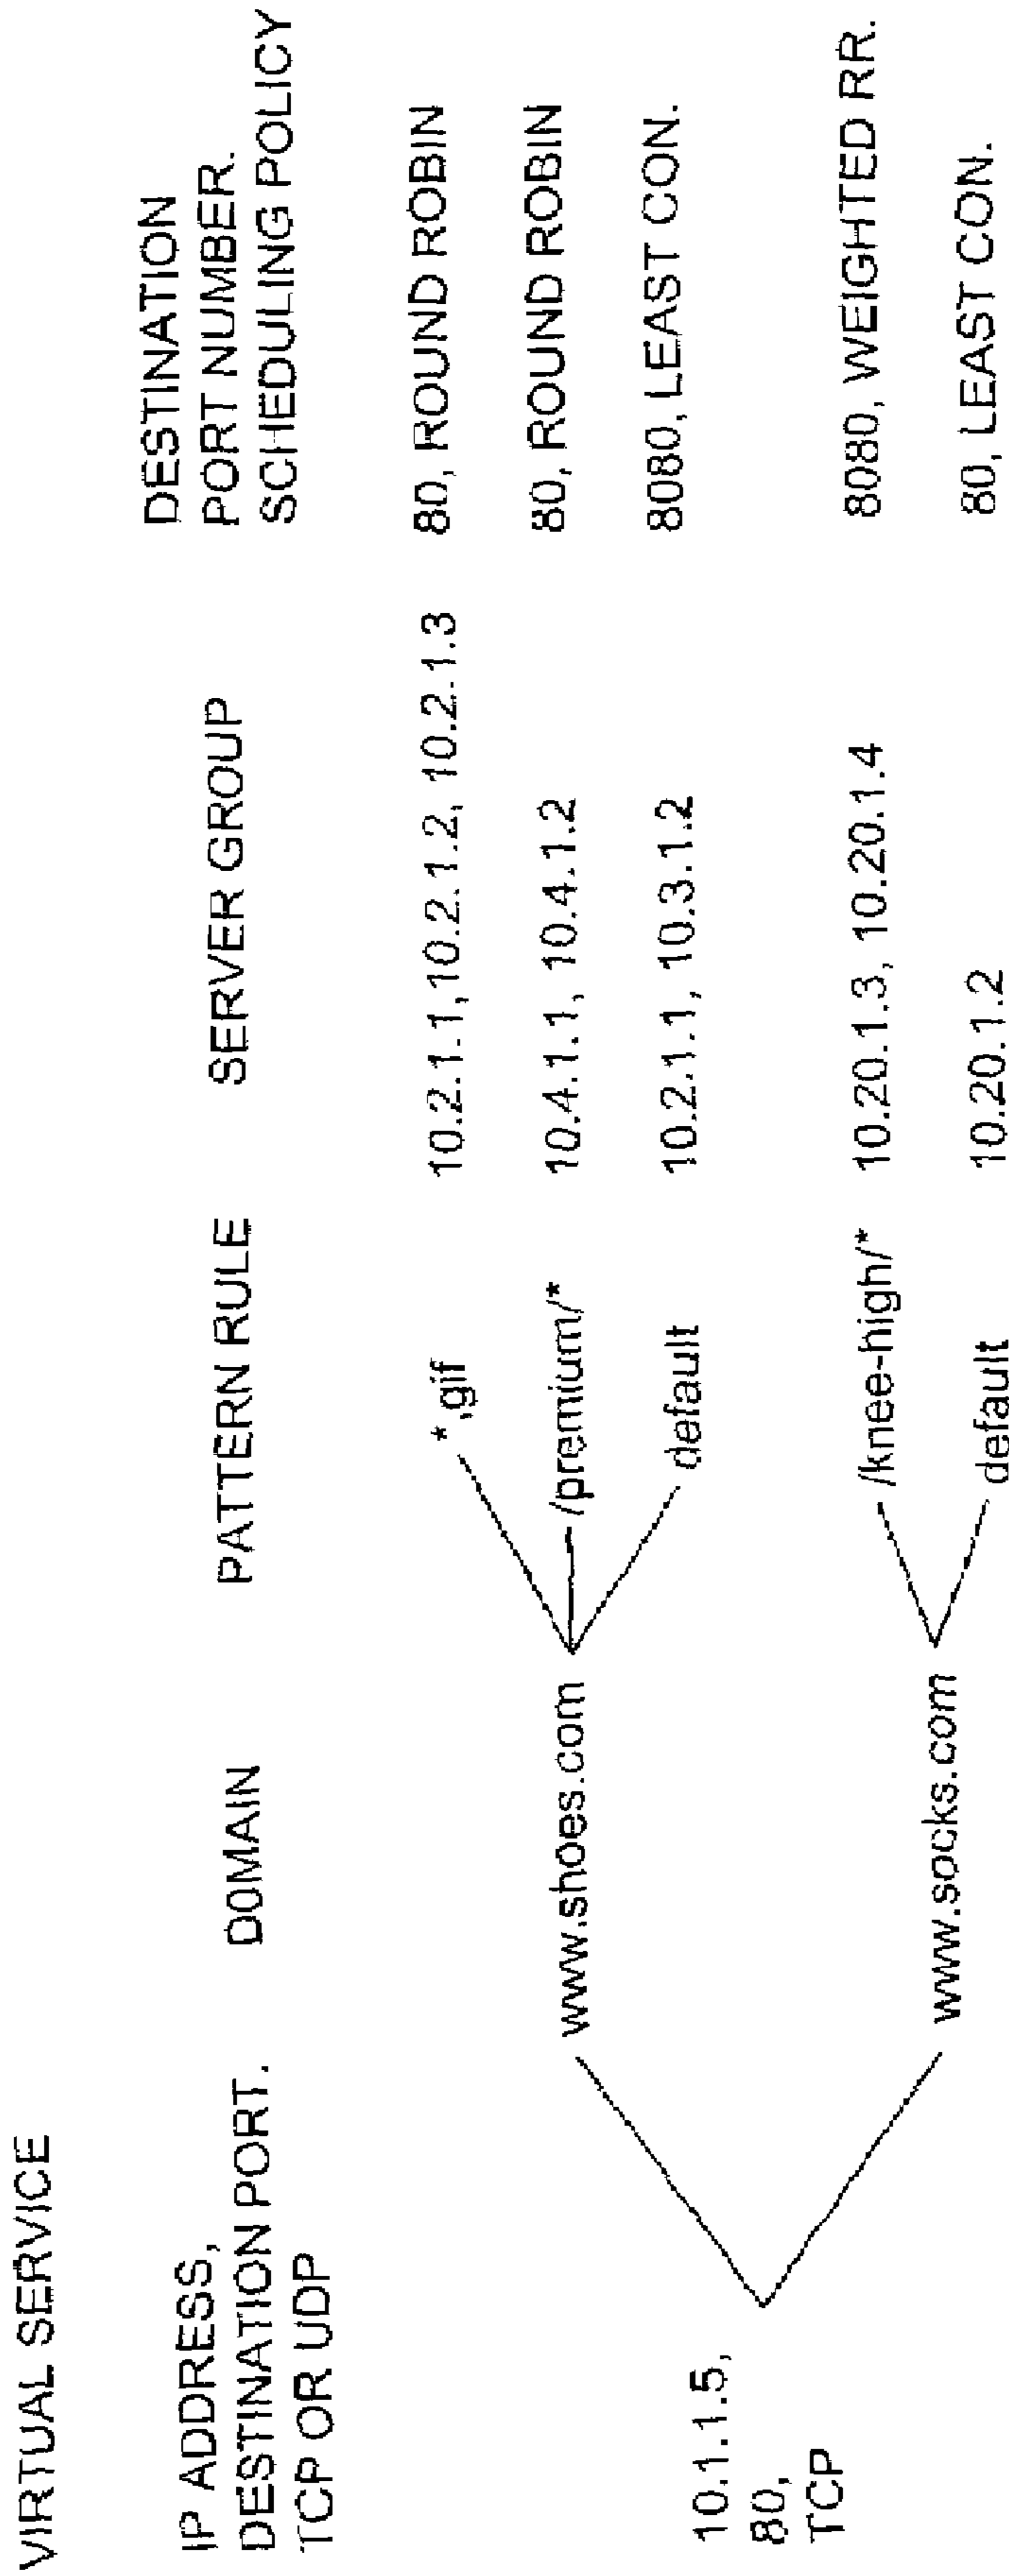 VIRTUAL SERVICE
IP ADDRESS,
DESTINATION PORT.
TCP OR UDP
DOMAIN
PATTERN RULE
SERVER GROUP
DESTINATION
PORT NUMBER.
SCHEDULING POLICY
10.1.1.5,
80,
TCP
www.shoes.com
*,gif
10.2.1.1, 10.2.1.2, 10.2.1.3
80, ROUND ROBIN
/premium/*
10.4.1.1, 10.4.1.2
80, ROUND ROBIN
default
10.2.1.1, 10.3.1.2
8080, LEAST CON.
www.socks.com
/knee-high/*
10.20.1.3, 10.20.1.4
8080, WEIGHTED RR.
default
10.20.1.2
80, LEAST CON.